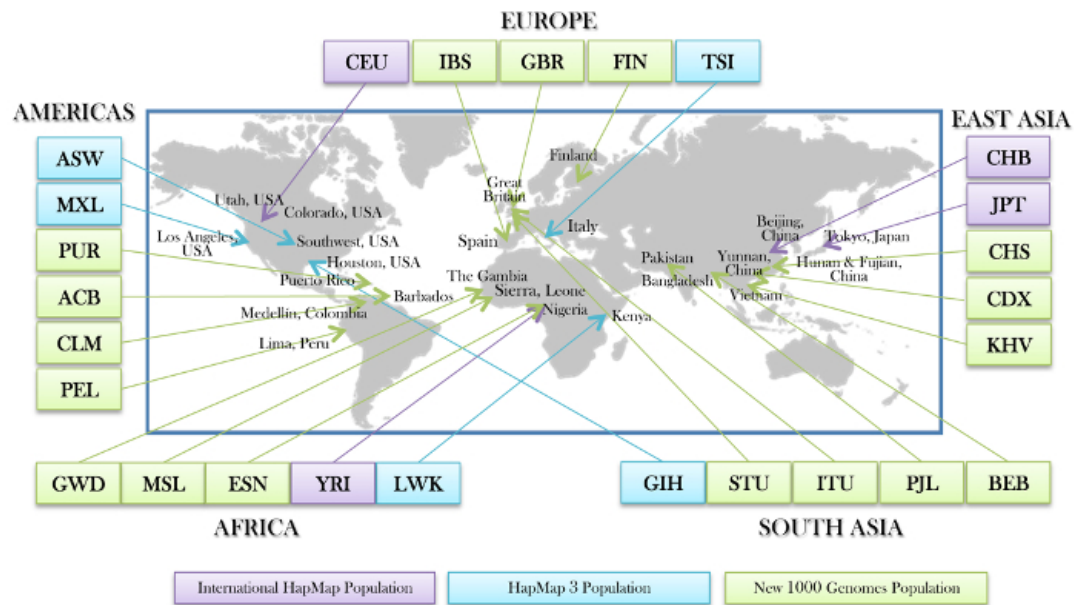 EUROPE
CEU IBS GBR FIN TSI
AMERICAS
EAST ASIA
ASW
MXL
PUR
ACB
CLM
PEL
CHB
JPT
CHS
CDX
KHV
Finland
Great
Britain
Utah, USA
Colorado, USA
Los Angeles,
USA
Southwest, USA
Houston, USA
Spain
Italy
Beijing,
China
Tokyo, Japan
Pakistan
Yunnan,
China
Hunan & Fujian,
China
Bangladesh
Vietnam
Puerto Rico
Barbados
The Gambia
Sierra, Leone
Nigeria
Kenya
Medellín, Colombia
Lima, Peru
GWD MSL ESN YRI LWK
GIH STU ITU PJL BEB
AFRICA
SOUTH ASIA
International HapMap Population
HapMap 3 Population
New 1000 Genomes Population